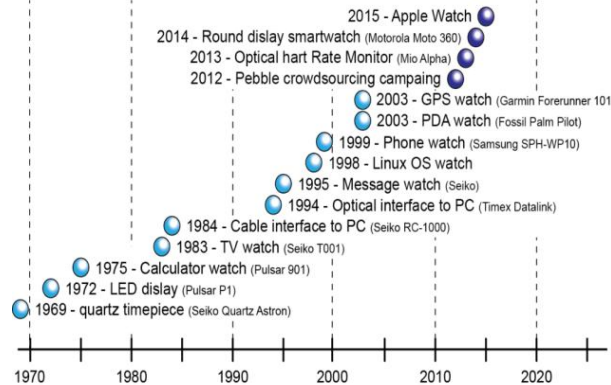 2015 - Apple Watch
2014 - Round dislay smartwatch (Motorola Moto 360)
2013 - Optical hart Rate Monitor (Mio Alpha)
2012 - Pebble crowdsourcing campaing
2003 - GPS watch (Garmin Forerunner 101
2003 - PDA watch (Fossil Palm Pilot)
1999 - Phone watch (Samsung SPH-WP10)
1998 - Linux OS watch
1995 - Message watch (Seiko)
1994 - Optical interface to PC (Timex Datalink)
1984 - Cable interface to PC (Seiko RC-1000)
1983 - TV watch (Seiko T001)
1975 - Calculator watch (Pulsar 901)
1972 - LED dislay (Pulsar P1)
1969 - quartz timepiece (Seiko Quartz Astron)
1970 1980 1990 2000 2010 2020